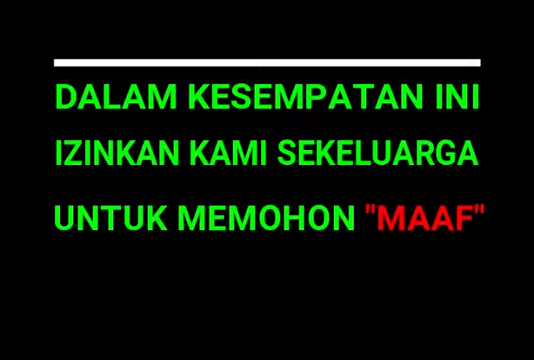 DALAM KESEMPATAN INI
IZINKAN KAMI SEKELUARGA
UNTUK MEMOHON "MAAF"